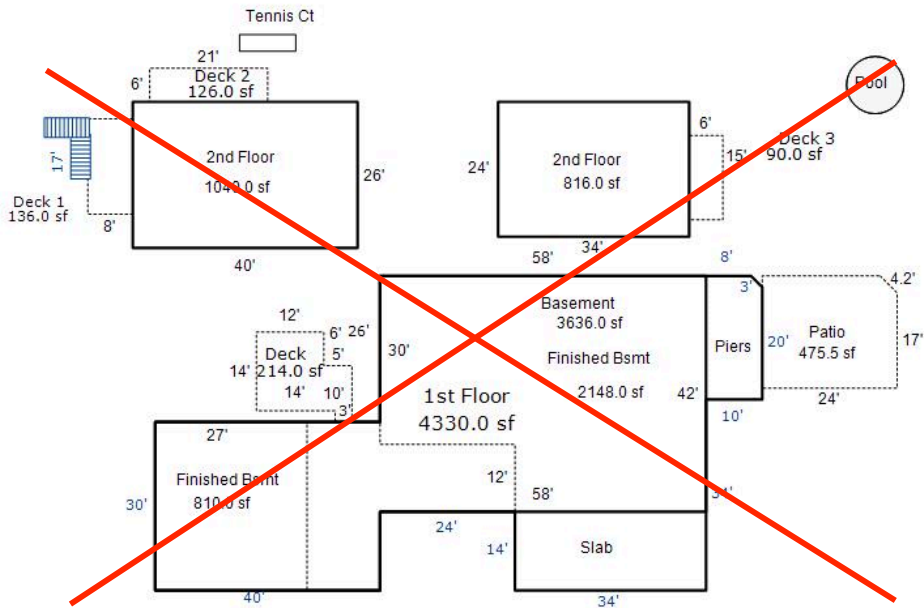 Tennis Ct
21'
6'
Deck 2
126.0 sf
Pool
2nd Floor
1040.0 sf
26'
17'
Deck 1
136.0 sf
8'
40'
24'
2nd Floor
816.0 sf
6'
15'
Deck 3
90.0 sf
34'
58'
8'
3'
4.2'
Basement
3636.0 sf
Finished Bsmt
2148.0 sf
30'
42'
Piers
20'
Patio
475.5 sf
17'
24'
10'
12'
6'
26'
5'
Deck
214.0 sf
14'
14'
10'
3'
1st Floor
4330.0 sf
27'
Finished Bsmt
810.0 sf
30'
12'
58'
24'
14'
Slab
40'
34'